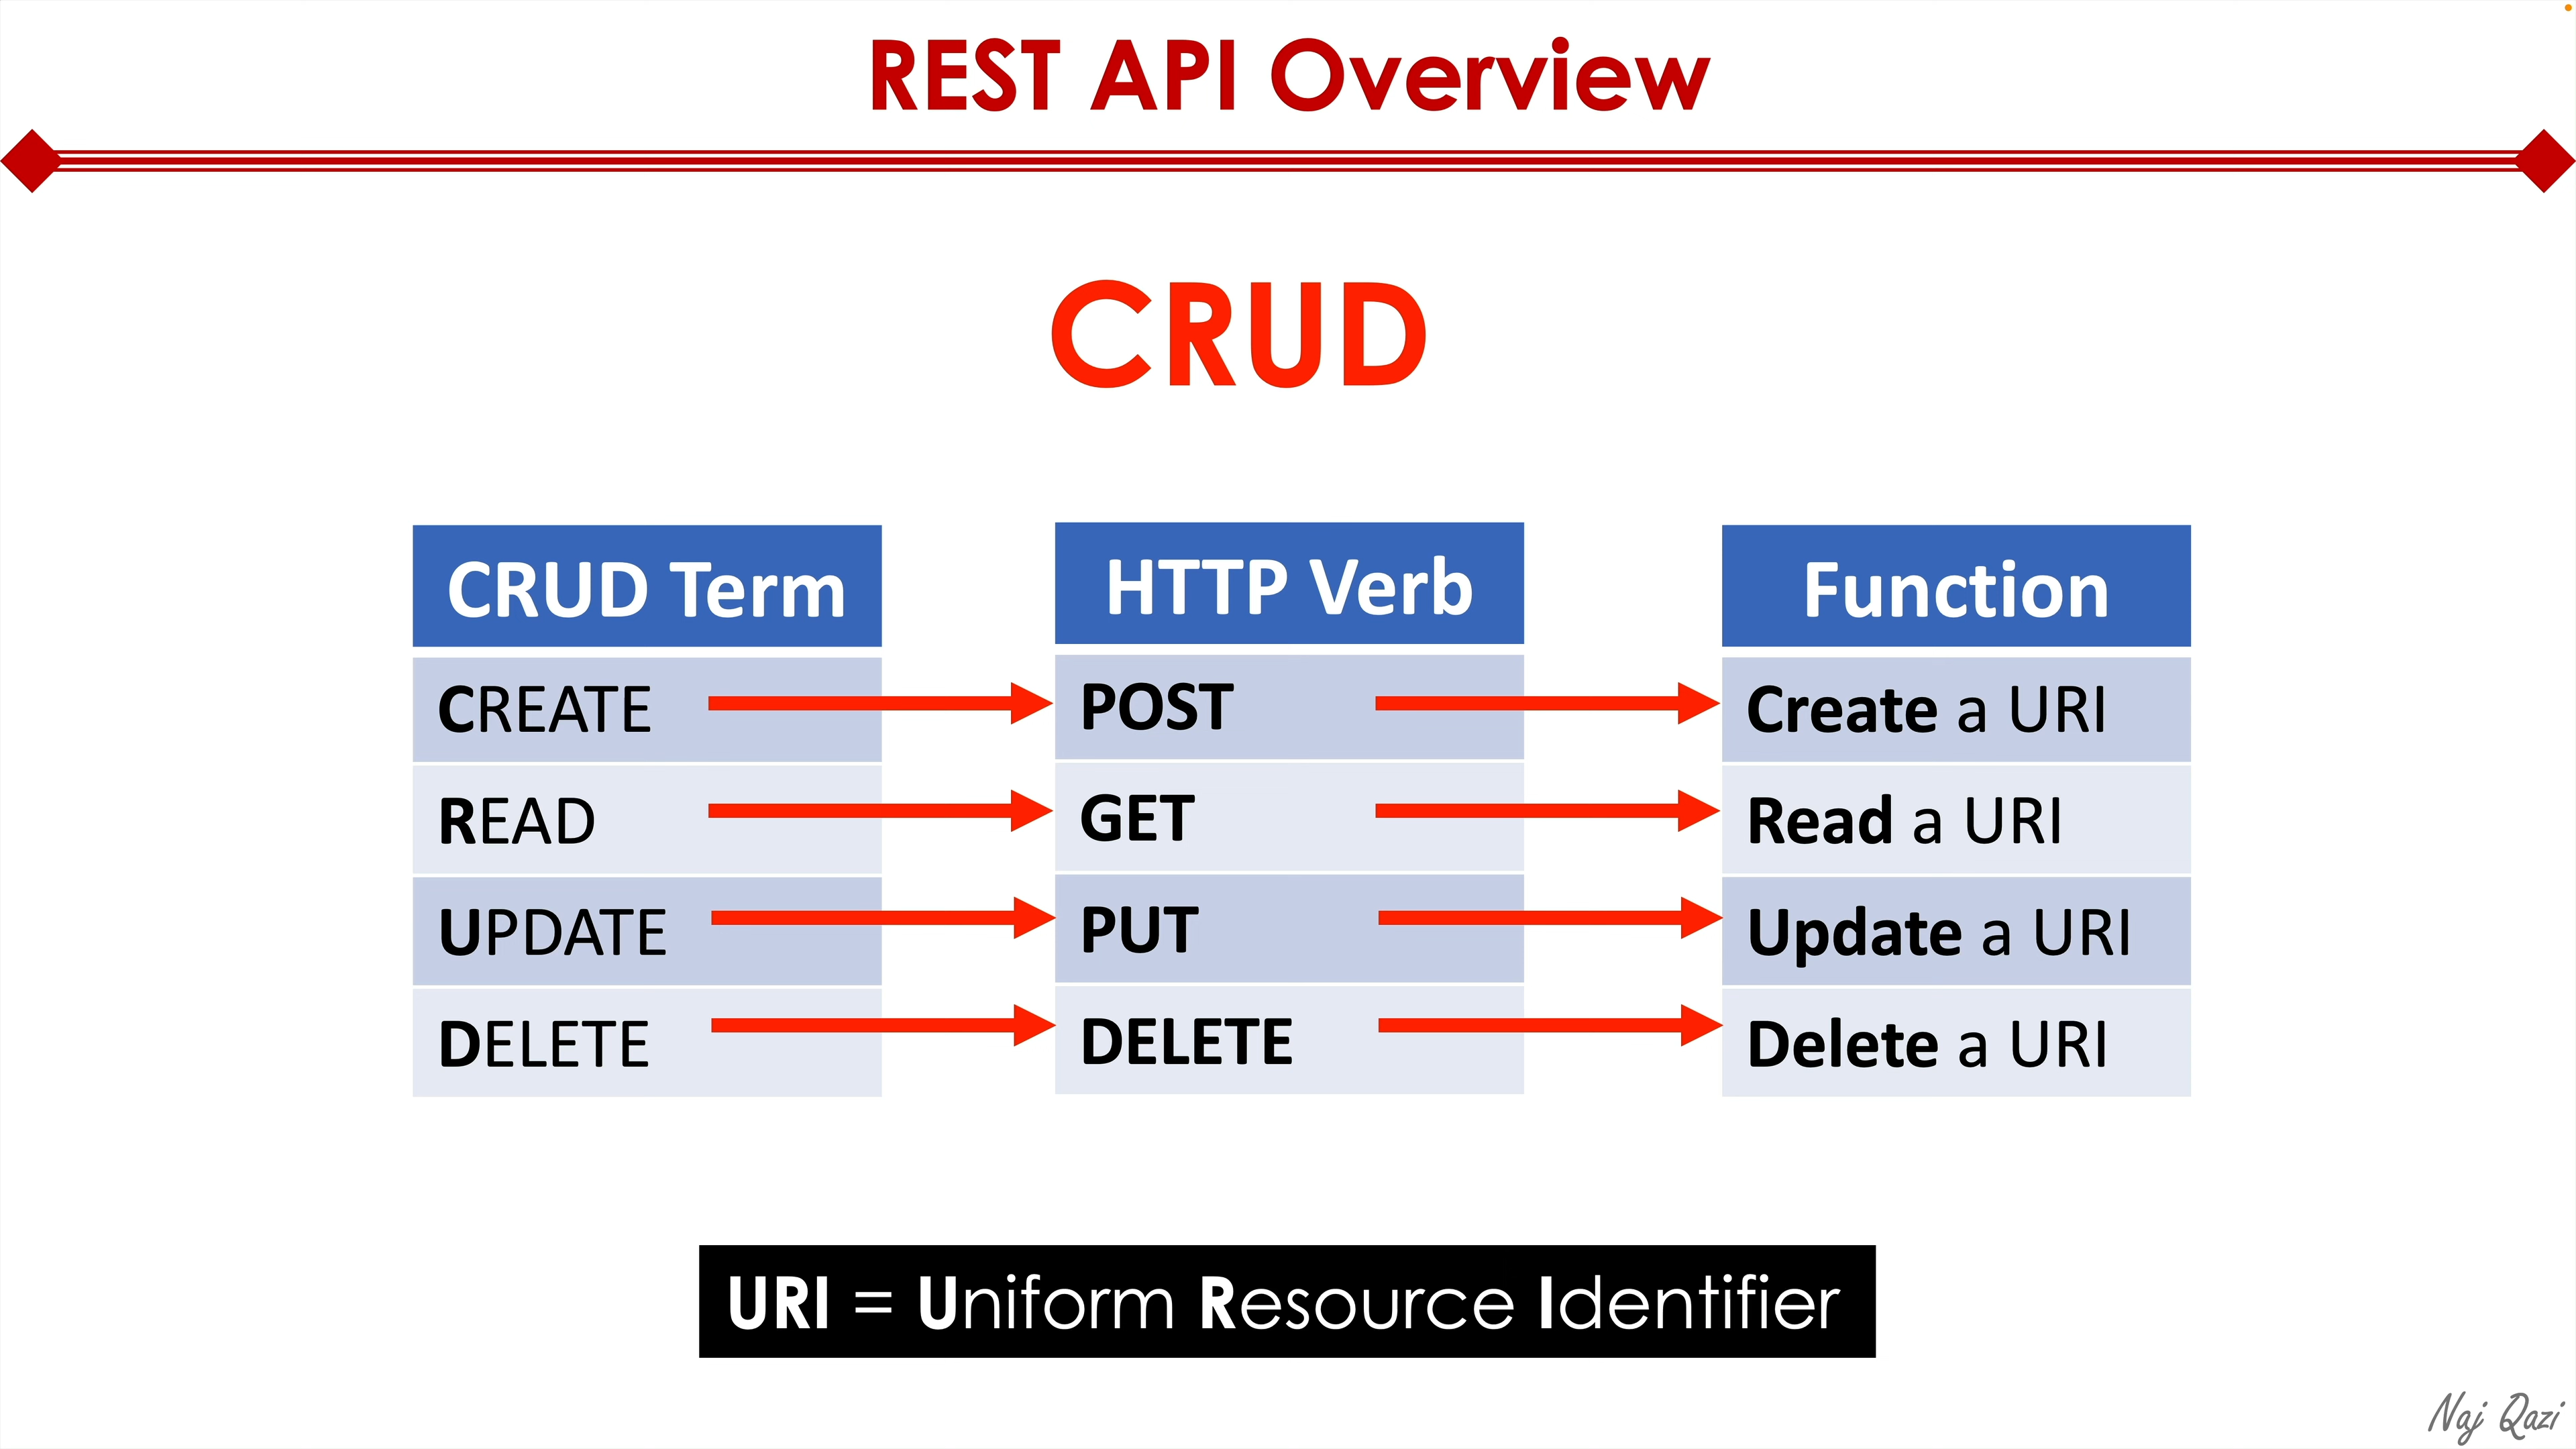 REST API Overview
CRUD
CRUD Term HTTP Verb Function
CREATE POST Create a URI
READ GET Read a URI
UPDATE PUT Update a URI
DELETE DELETE Delete a URI
URI = Uniform Resource Identifier
Naj Qazi